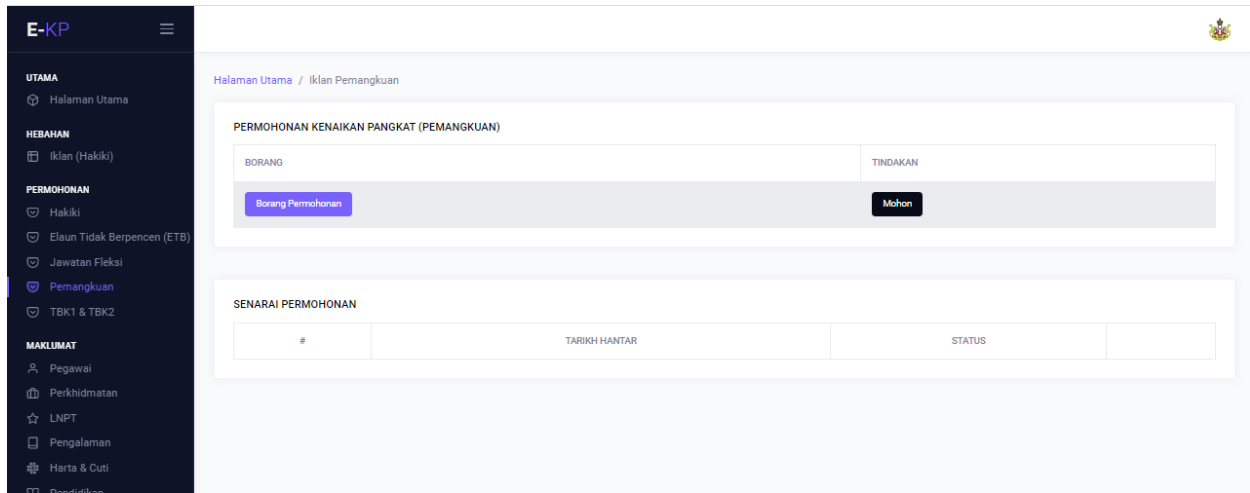 E-KP
UTAMA
Halaman Utama
HEBAHAN
Iklan (Hakiki)
PERMOHONAN
Hakiki
Elaun Tidak Berpencen (ETB)
Jawatan Fleksi
Pemangkuan
TBK1 & TBK2
MAKLUMAT
Pegawai
Perkhidmatan
LNPT
Pengalaman
Harta & Cuti
Pendidikan
Halaman Utama / Iklan Pemangkuan
PERMOHONAN KENAIKAN PANGKAT (PEMANGKUAN)
BORANG TINDAKAN
Borang Permohonan Mohon
SENARAI PERMOHONAN
# TARIKH HANTAR STATUS